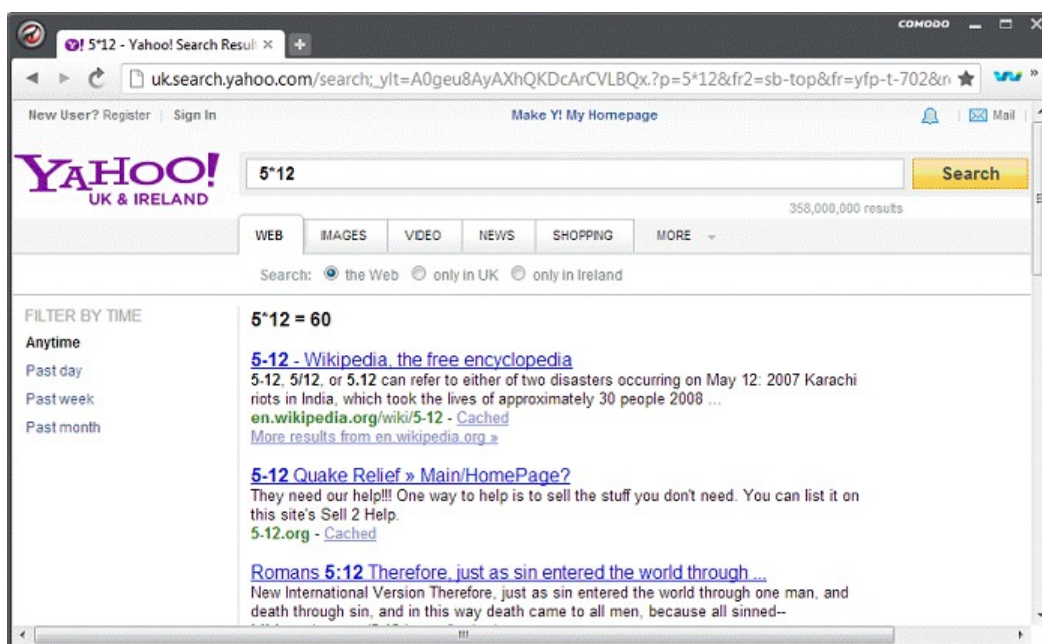 COMODO
5*12 - Yahoo! Search Resul
uk.search.yahoo.com/search;_ylt=A0geu8AyAXhQKDcArCVLBQx.?p=5*12&fr2=sb-top&fr=yfp-t-702&
New User? Register | Sign In
Make Y! My Homepage
Mail
YAHOO!
UK & IRELAND
5*12
Search
358,000,000 results
WEB IMAGES VIDEO NEWS SHOPPING MORE
Search: the Web only in UK only in Ireland
FILTER BY TIME
Anytime
Past day
Past week
Past month
5*12 = 60
5-12 - Wikipedia, the free encyclopedia
5-12, 5/12, or 5.12 can refer to either of two disasters occurring on May 12: 2007 Karachi
riots in India, which took the lives of approximately 30 people 2008 ...
en.wikipedia.org/wiki/5-12 - Cached
More results from en.wikipedia.org »
5-12 Quake Relief » Main/HomePage?
They need our help!!! One way to help is to sell the stuff you don't need. You can list it on
this site's Sell 2 Help.
5-12.org - Cached
Romans 5:12 Therefore, just as sin entered the world through ...
New International Version Therefore, just as sin entered the world through one man, and
death through sin, and in this way death came to all men, because all sinned--